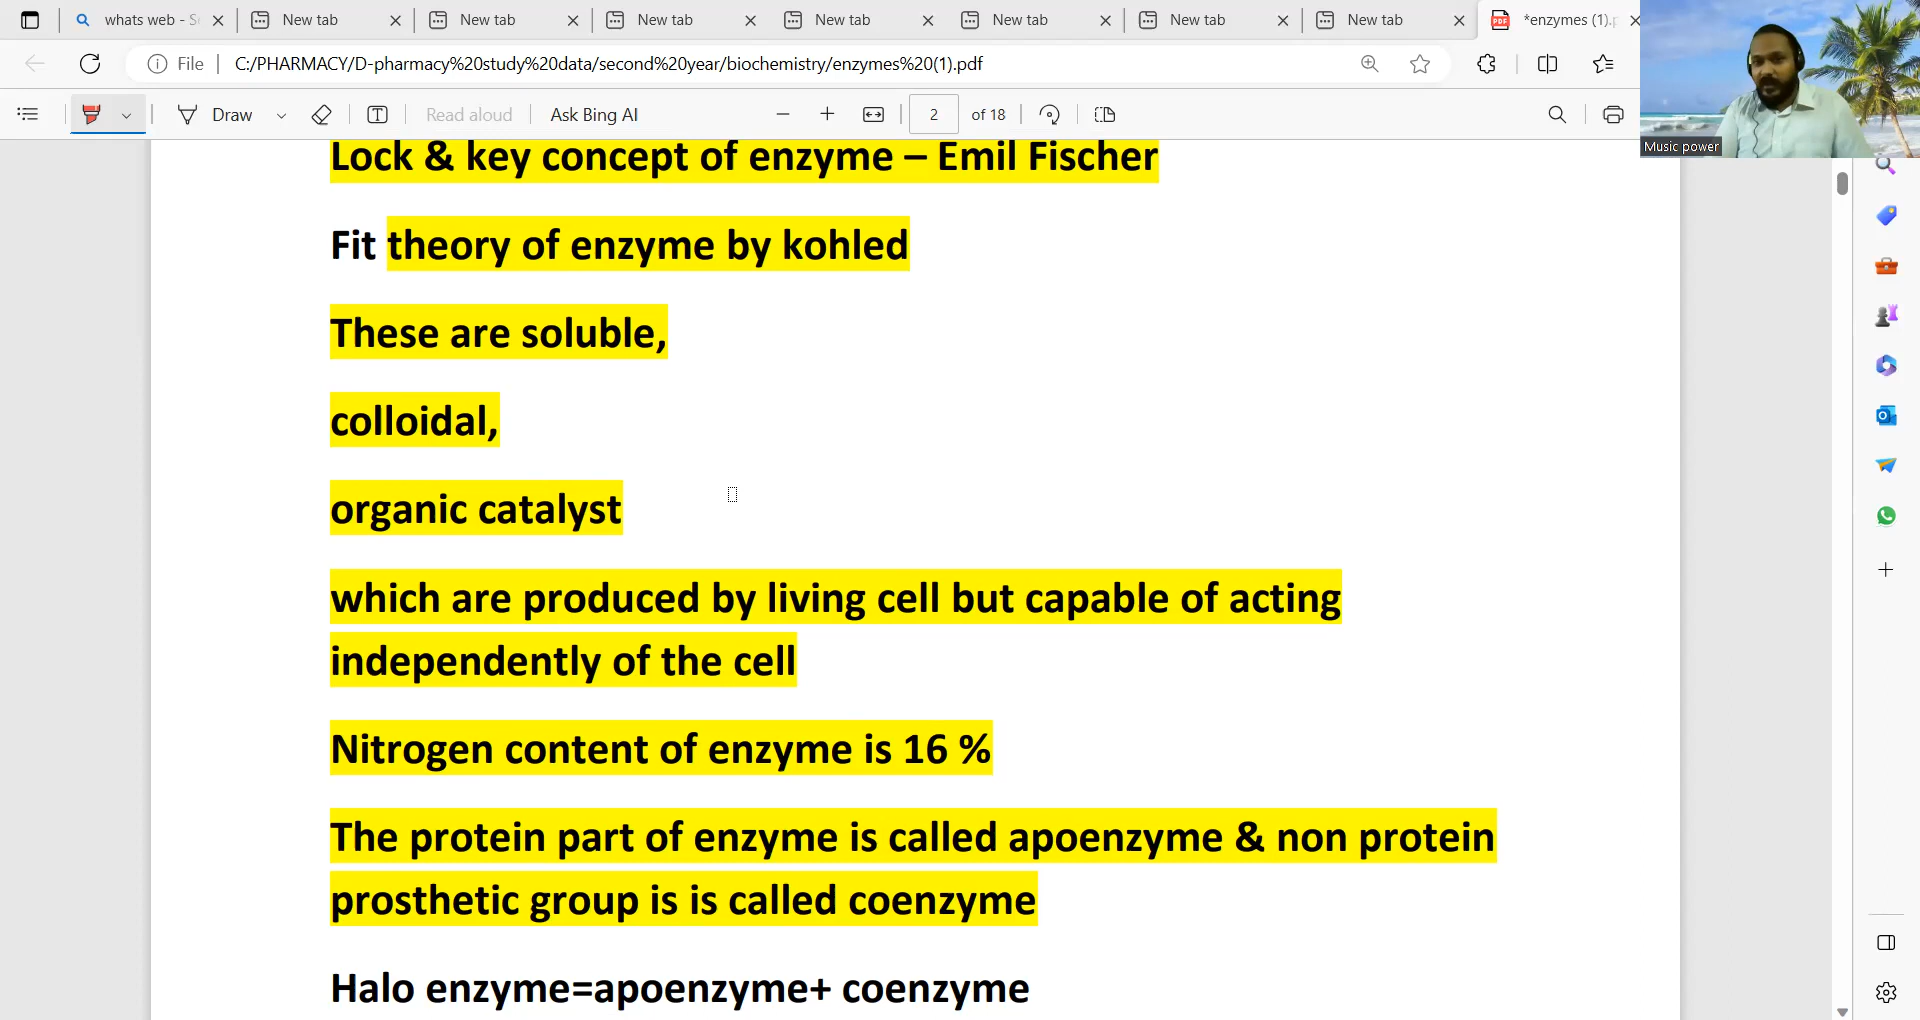 whats web - S
New tab
New tab
New tab
New tab
New tab
New tab
New tab
*enzymes (1).p
File
C:/PHARMACY/D-pharmacy%20study%20data/second%20year/biochemistry/enzymes%20(1).pdf
Draw
Read aloud
Ask Bing AI
2
of 18
Music power
Lock & key concept of enzyme – Emil Fischer
Fit theory of enzyme by kohled
These are soluble,
colloidal,
organic catalyst
which are produced by living cell but capable of acting
independently of the cell
Nitrogen content of enzyme is 16 %
The protein part of enzyme is called apoenzyme & non protein
prosthetic group is is called coenzyme
Halo enzyme=apoenzyme+ coenzyme